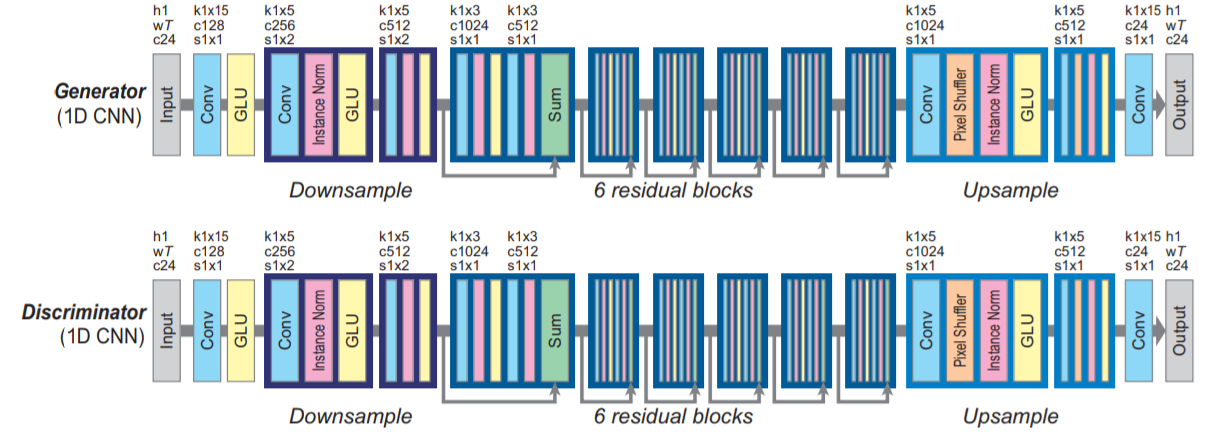 h1 k1x15 k1x5 k1x5 k1x3 k1x3 k1x5 k1x5 k1x15 h1
wT c128 c256 c512 c1024 c512 c1024 c512 c24 wT
c24 s1x1 s1x2 s1x2 s1x1 s1x1 s1x1 s1x1 s1x1 c24
Generator
(1D CNN)
Input
Conv
GLU
Conv
Instance Norm
GLU
Sum
Conv
Pixel Shuffler
Instance Norm
GLU
Conv
Output
Downsample
6 residual blocks
Upsample
h1 k1x15 k1x5 k1x5 k1x3 k1x3 k1x5 k1x5 k1x15 h1
wT c128 c256 c512 c1024 c512 c1024 c512 c24 wT
c24 s1x1 s1x2 s1x2 s1x1 s1x1 s1x1 s1x1 s1x1 c24
Discriminator
(1D CNN)
Input
Conv
GLU
Conv
Instance Norm
GLU
Sum
Conv
Pixel Shuffler
Instance Norm
GLU
Conv
Output
Downsample
6 residual blocks
Upsample